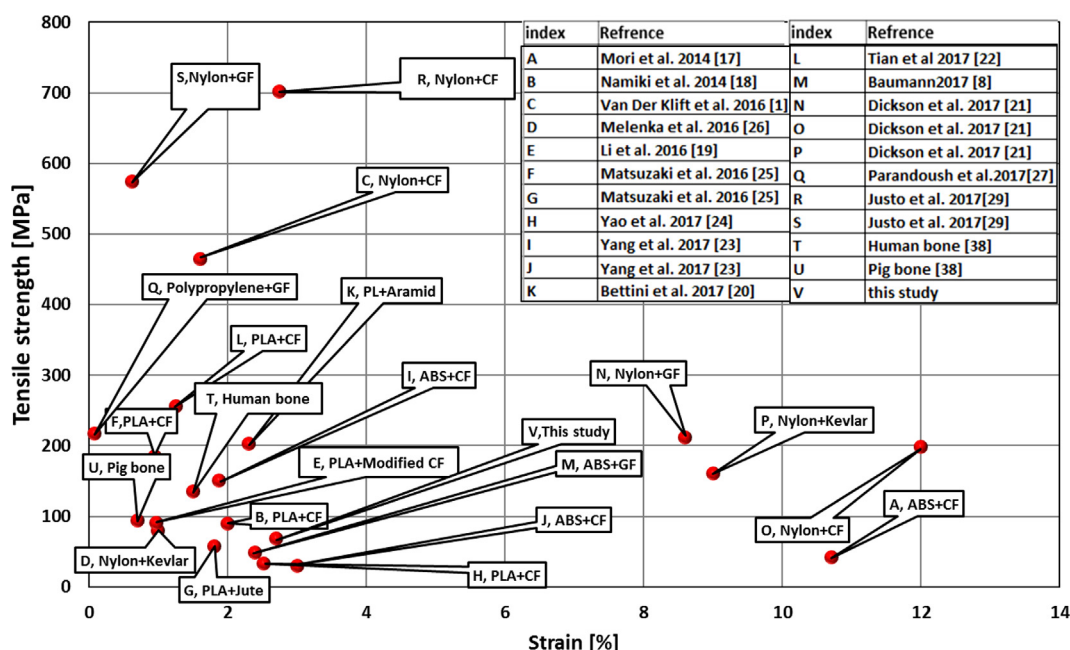 800
700
600
500
400
300
200
100
0
Tensile strength [MPa]
0 2 4 6 8 10 12 14
Strain [%]
S,Nylon+GF
R, Nylon+CF
C, Nylon+CF
Q, Polypropylene+GF
K, PL+Aramid
L, PLA+CF
I, ABS+CF
T, Human bone
F,PLA+CF
N, Nylon+GF
P, Nylon+Kevlar
V,This study
U, Pig bone
E, PLA+Modified CF
M, ABS+GF
B, PLA+CF
J, ABS+CF
O, Nylon+CF
A, ABS+CF
D, Nylon+Kevlar
G, PLA+Jute
H, PLA+CF
index Refrence index Refrence
A Mori et al. 2014 [17] L Tian et al 2017 [22]
B Namiki et al. 2014 [18] M Baumann2017 [8]
C Van Der Klift et al. 2016 [1] N Dickson et al. 2017 [21]
D Melenka et al. 2016 [26] O Dickson et al. 2017 [21]
E Li et al. 2016 [19] P Dickson et al. 2017 [21]
F Matsuzaki et al. 2016 [25] Q Parandoush et al.2017[27]
G Matsuzaki et al. 2016 [25] R Justo et al. 2017[29]
H Yao et al. 2017 [24] S Justo et al. 2017[29]
I Yang et al. 2017 [23] T Human bone [38]
J Yang et al. 2017 [23] U Pig bone [38]
K Bettini et al. 2017 [20] V this study